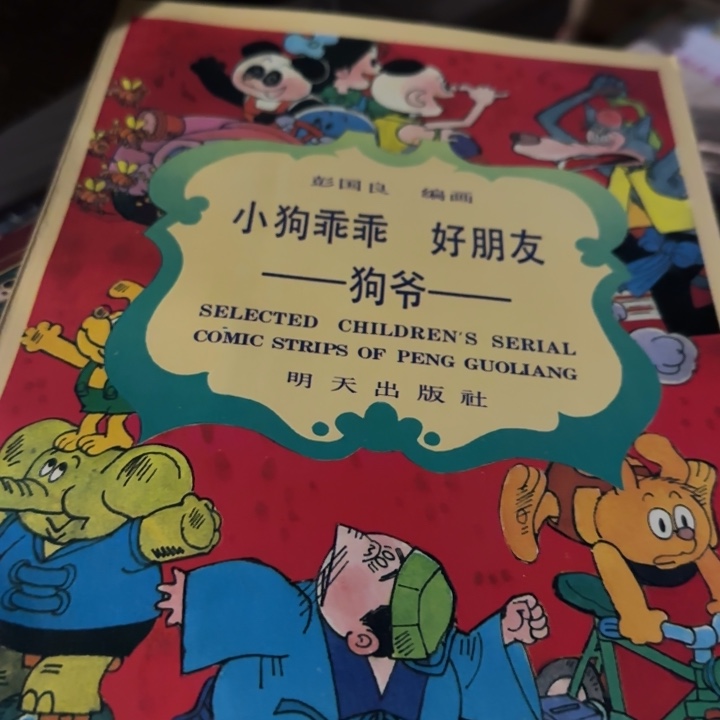 彭国良 编画
小狗乖乖 好朋友
——狗爷——
SELECTED CHILDREN'S SERIAL
COMIC STRIPS OF PENG GUOLIANG
明天出版社